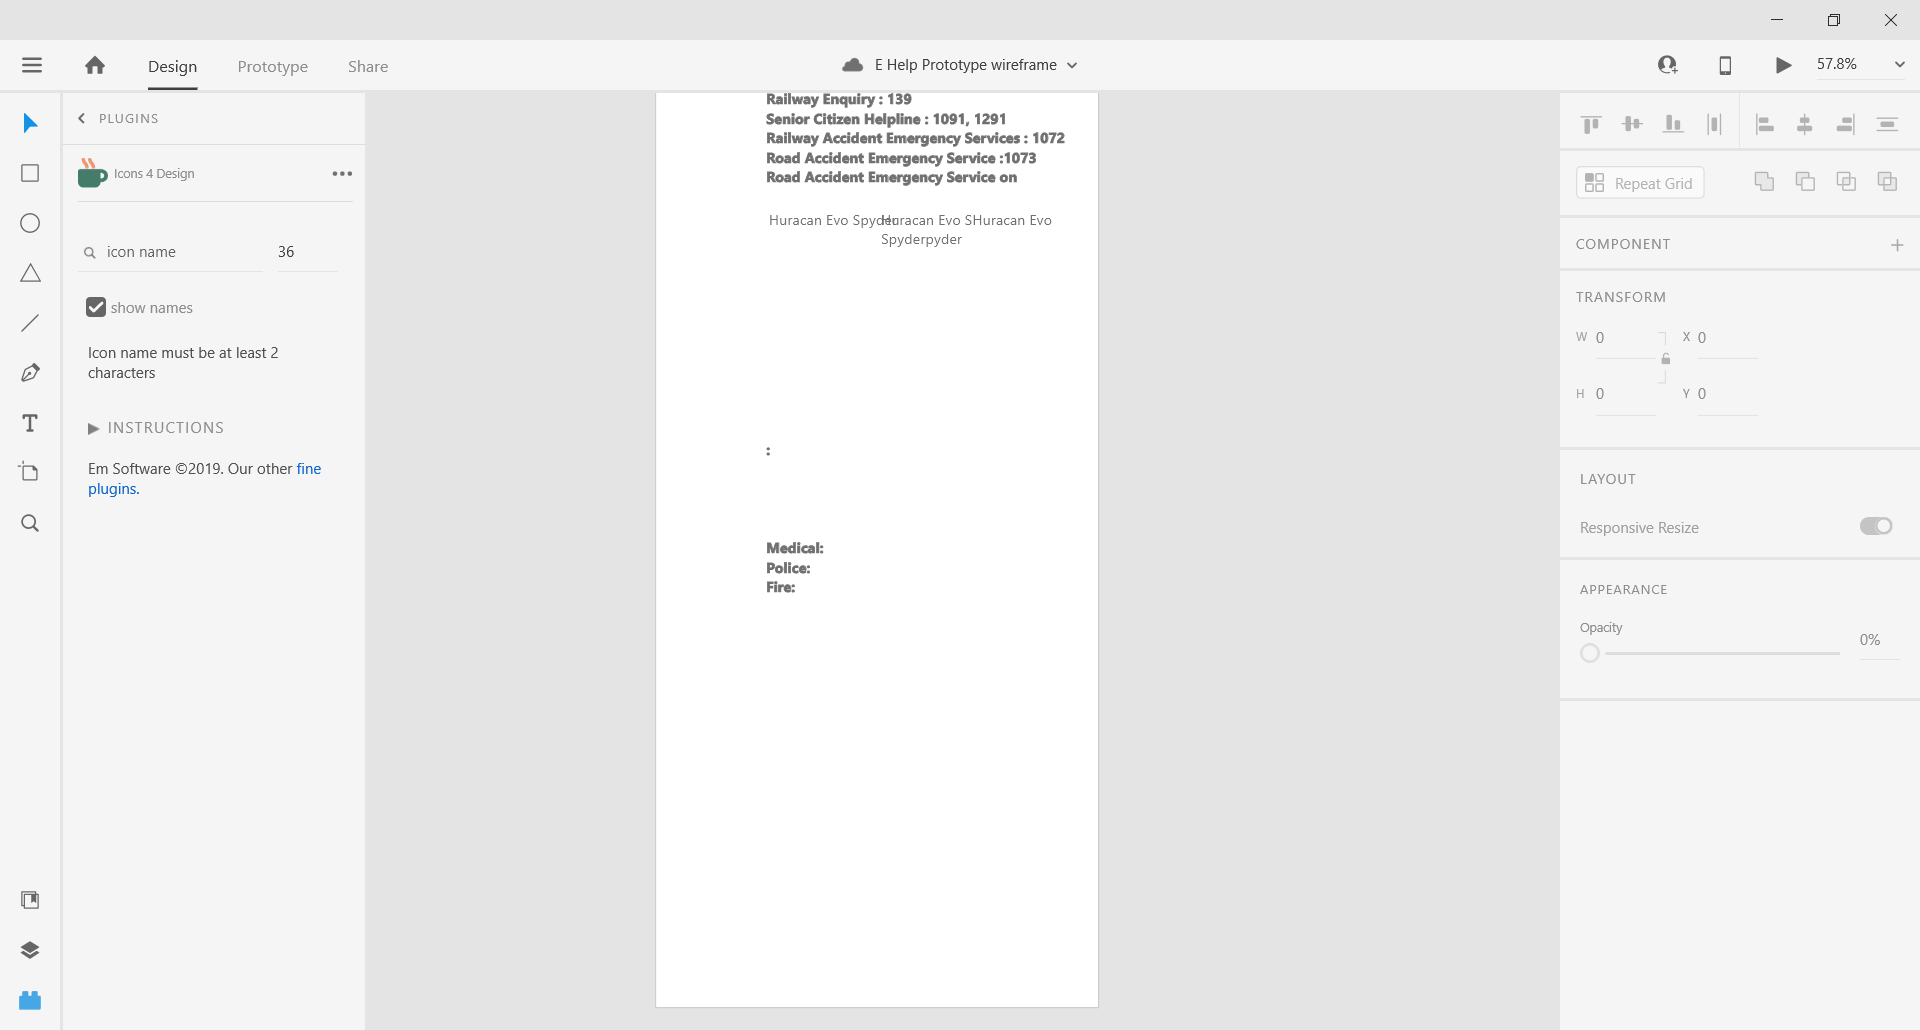 Design
Prototype
Share
E Help Prototype wireframe
57.8%
PLUGINS
Icons 4 Design
icon name
36
show names
Icon name must be at least 2
characters
INSTRUCTIONS
Em Software ©2019. Our other fine
plugins.
Railway Enquiry : 139
Senior Citizen Helpline : 1091, 1291
Railway Accident Emergency Services : 1072
Road Accident Emergency Service :1073
Road Accident Emergency Service on
Huracan Evo Spyder
Huracan Evo SHuracan Evo
Spyderpyder
:
Medical:
Police:
Fire:
Repeat Grid
COMPONENT
TRANSFORM
W 0
X 0
H 0
Y 0
LAYOUT
Responsive Resize
APPEARANCE
Opacity
0%